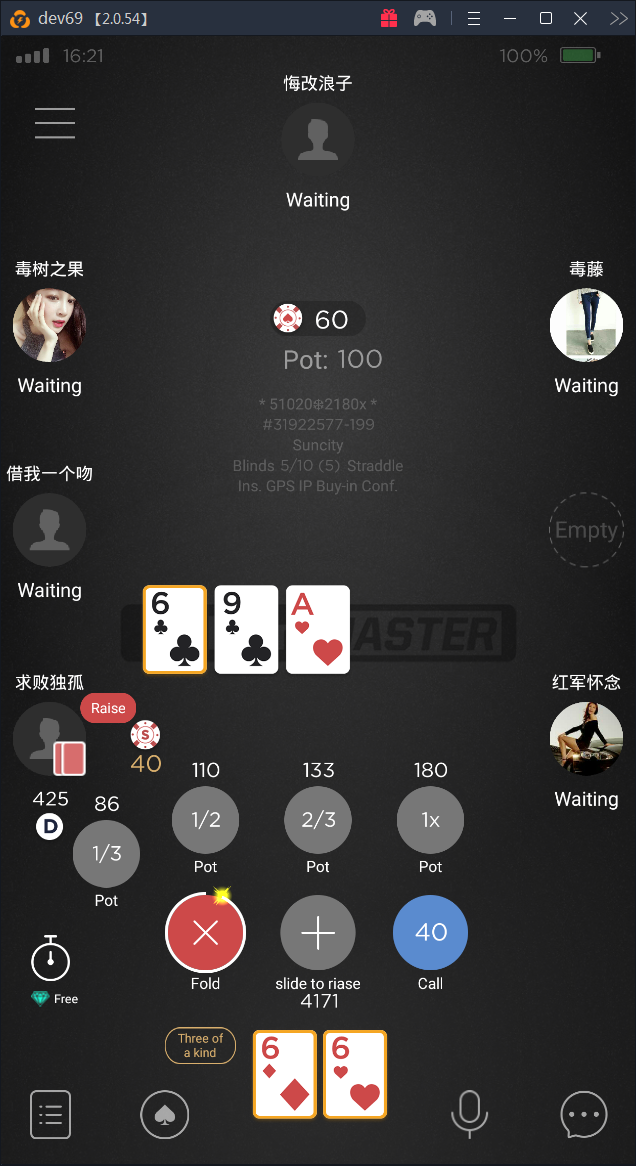 dev69 【2.0.54】
16:21
100%
悔改浪子
Waiting
毒树之果
毒藤
60
Waiting
Waiting
Pot: 100
* 51020❉2180x *
#31922577-199
Suncity
Blinds 5/10 (5) Straddle
Ins. GPS IP Buy-in Conf.
借我一个吻
Empty
Waiting
6
9
A
MASTER
求败独孤
红军怀念
Raise
S
40
425
D
86
1/3
Pot
110
1/2
Pot
133
2/3
Pot
180
1x
Pot
Waiting
40
Fold
slide to riase
4171
Call
Free
Three of
a kind
6
6